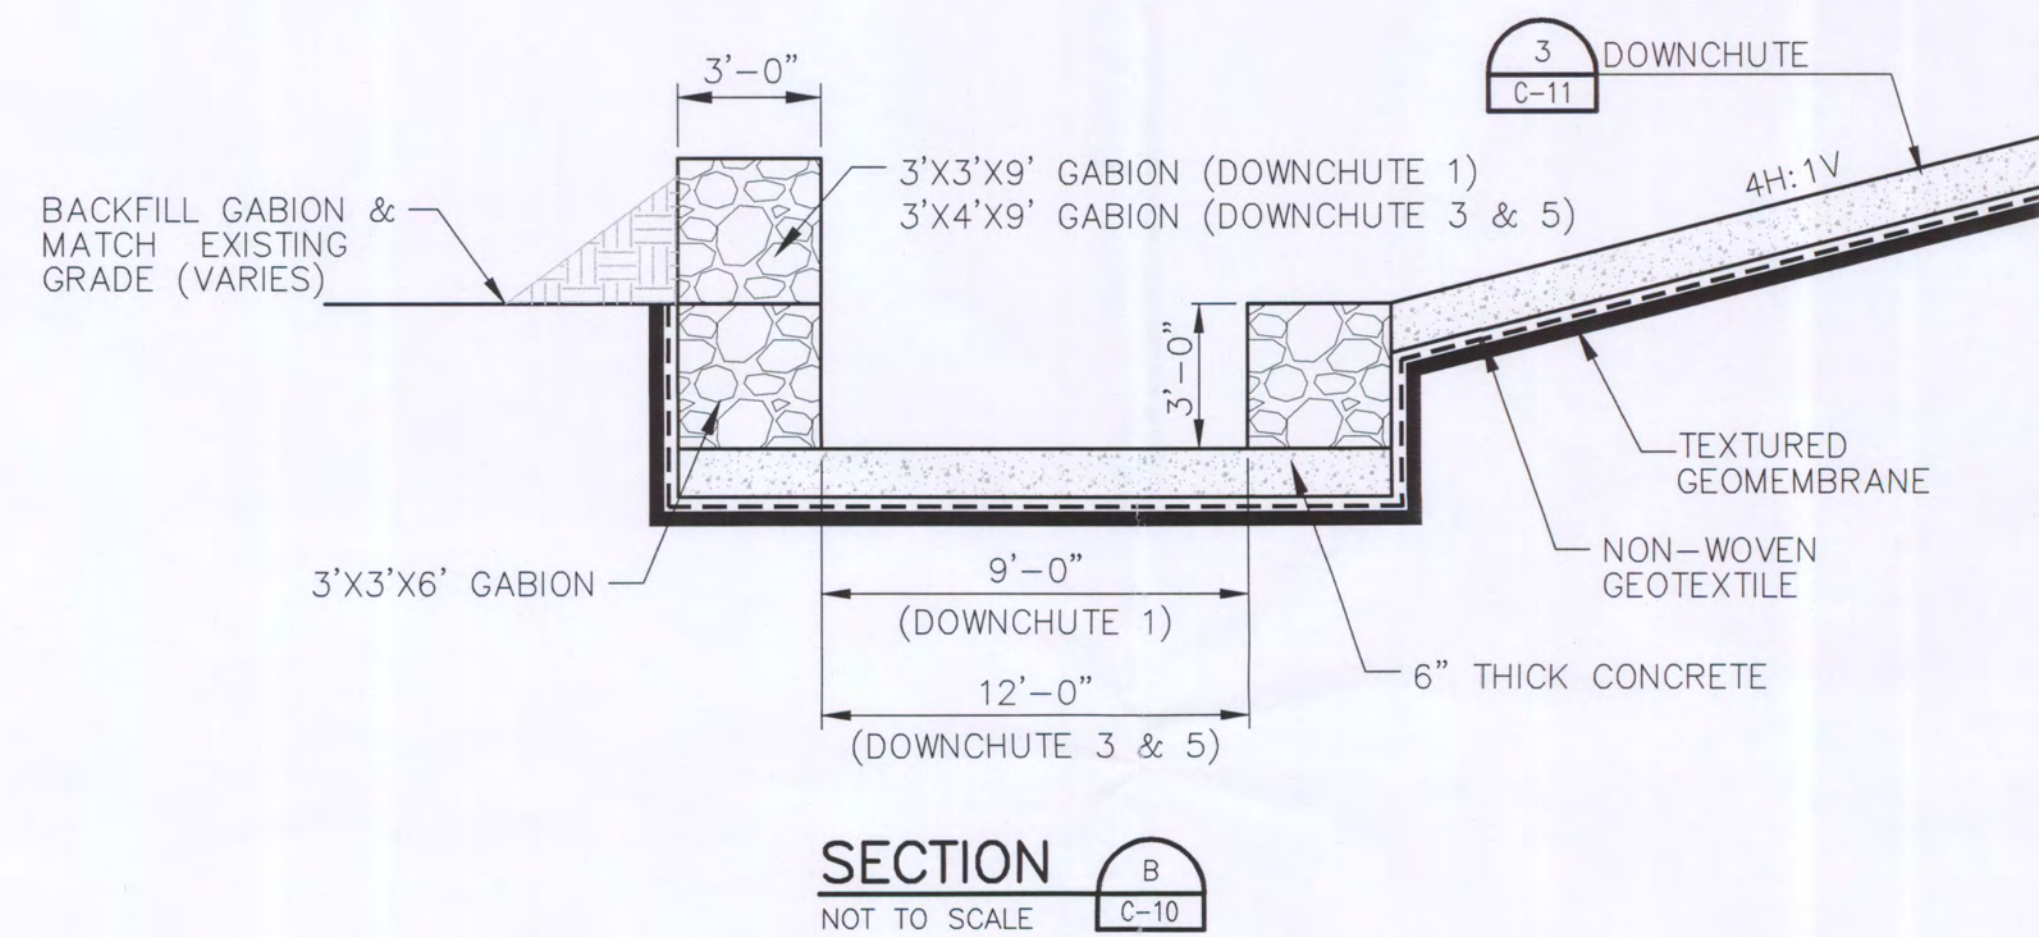 3'-0"
3
DOWNCHUTE
C-11
3'X3'X9' GABION (DOWNCHUTE 1)
3'X4'X9' GABION (DOWNCHUTE 3 & 5)
4H:1V
BACKFILL GABION &
MATCH EXISTING
GRADE (VARIES)
3'-0"
TEXTURED
GEOMEMBRANE
NON-WOVEN
GEOTEXTILE
3'X3'X6' GABION
9'-0"
(DOWNCHUTE 1)
6" THICK CONCRETE
12'-0"
(DOWNCHUTE 3 & 5)
SECTION
B
NOT TO SCALE
C-10